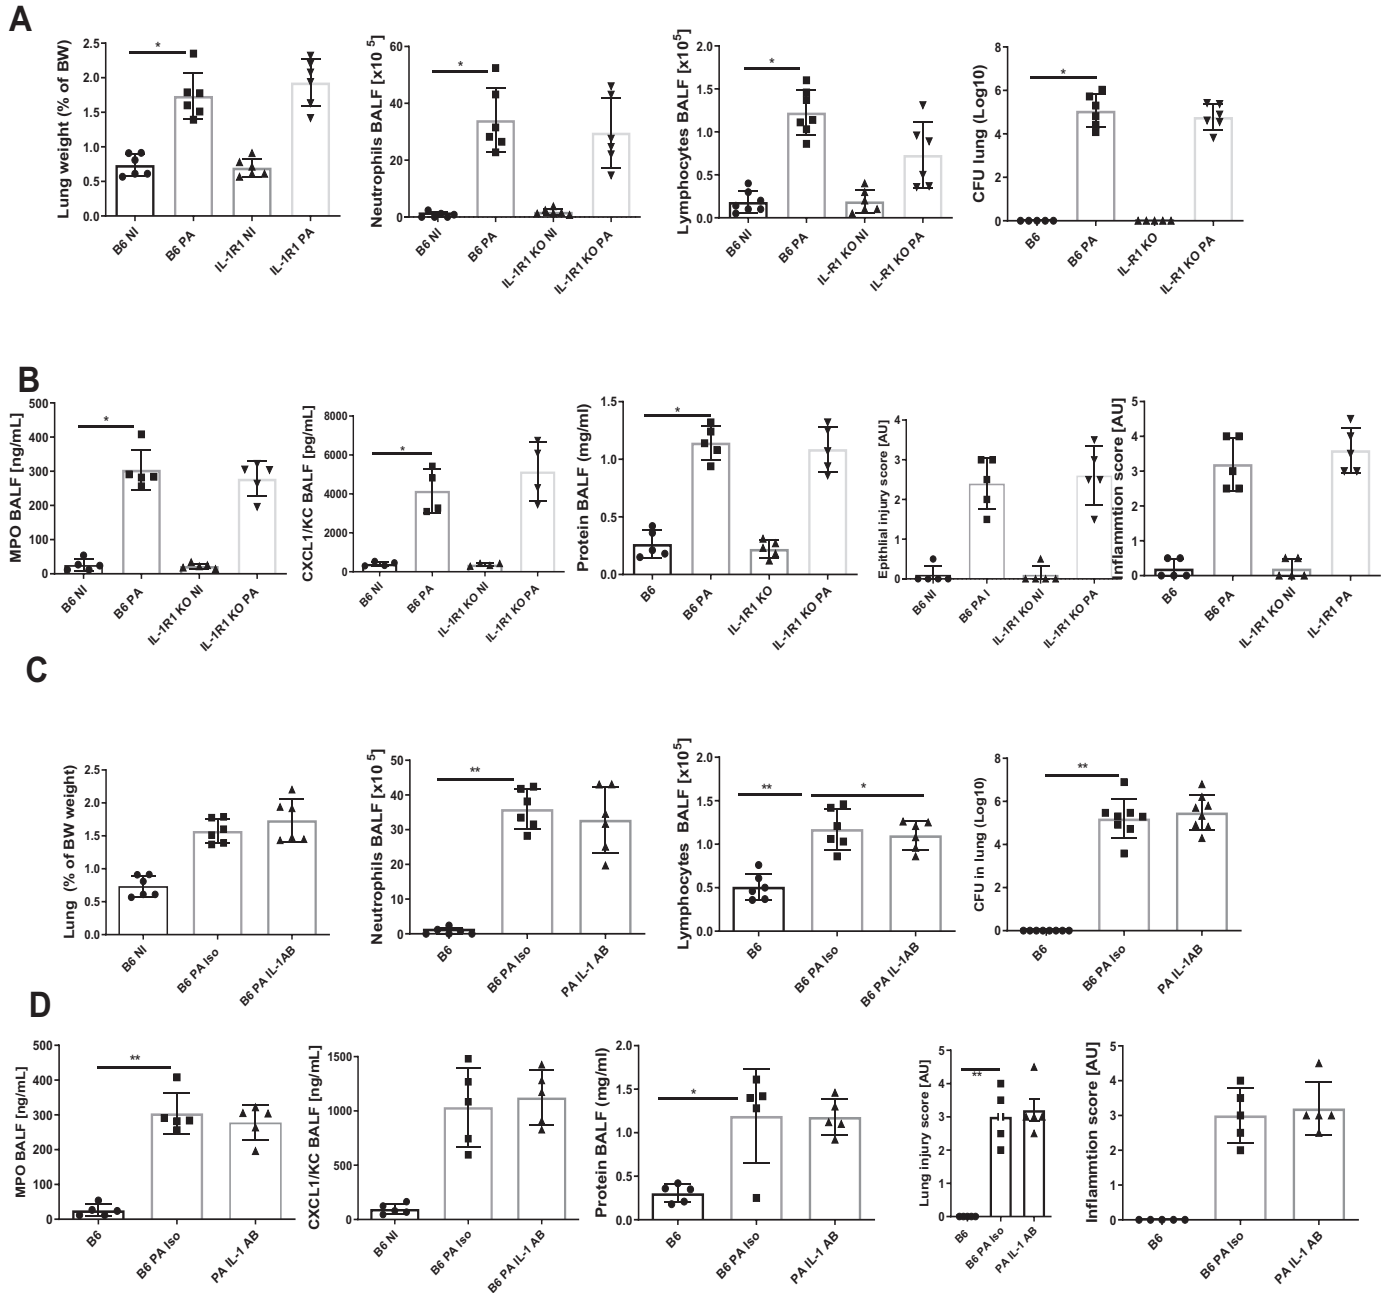 A
Lung weight (% of BW)
2.5
2.0
1.5
1.0
0.5
0.0
*
B6 NI
B6 PA
IL-1R1 NI
IL-1R1 PA
Neutrophils BALF [x10 5]
60
40
20
0
*
B6 NI
B6 PA
IL-1R1 KO NI
IL-1R1 KO PA
Lymphocytes BALF [x10⁵]
2.0
1.5
1.0
0.5
0.0
*
B6 NI
B6 PA
IL-R1 KO NI
IL-R1 KO PA
CFU lung (Log10)
8
6
4
2
0
*
B6
B6 PA
IL-R1 KO
IL-R1 KO PA
B
MPO BALF [ng/mL]
500
400
300
200
100
0
*
B6 NI
B6 PA
IL-1R1 KO NI
IL-1R1 KO PA
CXCL1/KC BALF [pg/mL]
8000
6000
4000
2000
0
*
B6 NI
B6 PA
IL-1R1 KO NI
IL-1R1 KO PA
Protein BALF (mg/ml)
1.5
1.0
0.5
0.0
*
B6
B6 PA
IL-1R1 KO
IL-1R1 KO PA
Epithlial injury score [AU]
4
3
2
1
0
B6 NI
B6 PA I
IL-1R1 KO NI
IL-1R1 KO PA
Inflammtion score [AU]
5
4
3
2
1
0
B6
B6 PA
IL-1R1 KO NI
IL-1R1 PA
C
Lung (% of BW weight)
2.5
2.0
1.5
1.0
0.5
0.0
B6 NI
B6 PA Iso
B6 PA IL-1AB
Neutrophils BALF [x10 5]
50
40
30
20
10
0
**
B6
B6 PA Iso
PA IL-1 AB
Lymphocytes BALF [x10⁵]
2.0
1.5
1.0
0.5
0.0
**
*
B6
B6 PA Iso
B6 PA IL-1AB
CFU in lung (Log10)
8
6
4
2
0
**
B6
B6 PA Iso
PA IL-1AB
D
MPO BALF [ng/mL]
500
400
300
200
100
0
**
B6
B6 PA Iso
PA IL-1 AB
CXCL1/KC BALF [ng/mL]
1500
1000
500
0
B6 NI
B6 PA Iso
B6 PA IL-1 AB
Protein BALF (mg/ml)
2.0
1.5
1.0
0.5
0.0
*
B6
B6 PA Iso
PA IL-1 AB
Lung injury score [AU]
5
4
3
2
1
0
**
B6
B6 PA Iso
PA IL-1 AB
Inflammtion score [AU]
5
4
3
2
1
0
B6
B6 PA Iso
PA IL-1 AB